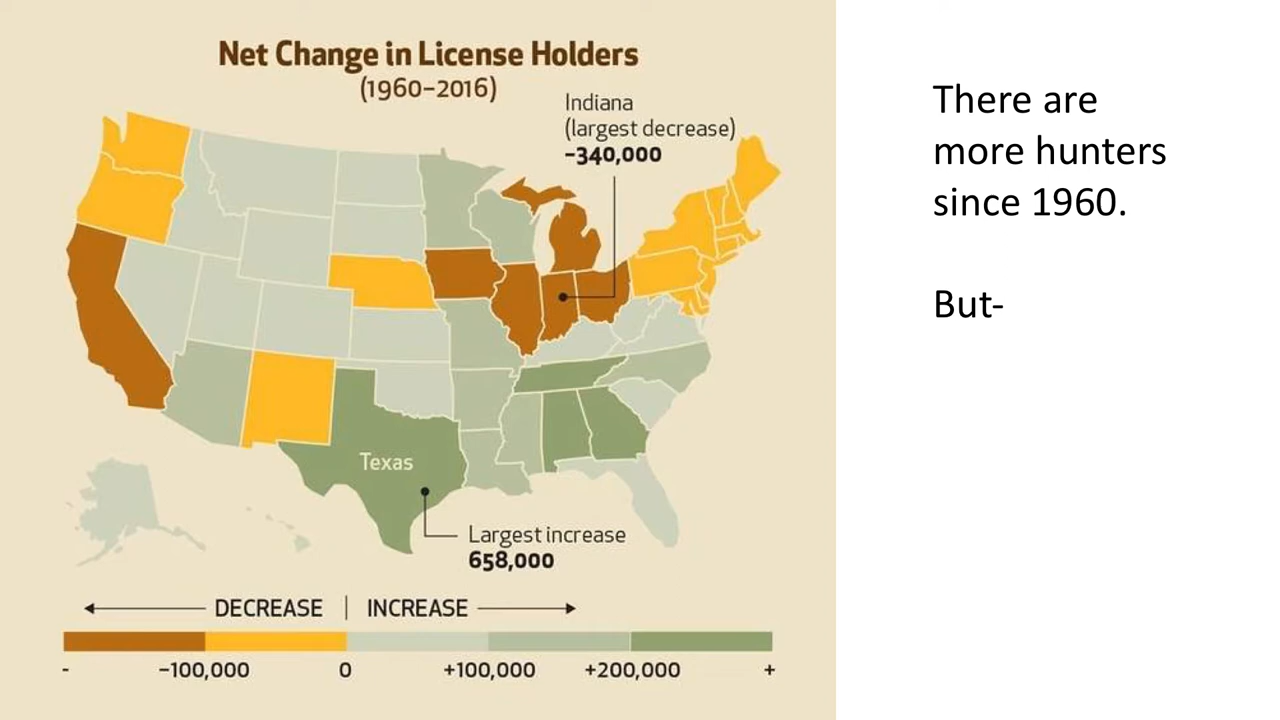 Net Change in License Holders
(1960–2016)
Indiana
(largest decrease)
–340,000
Texas
Largest increase
658,000
DECREASE | INCREASE
- –100,000 0 +100,000 +200,000 +
There are
more hunters
since 1960.
But-